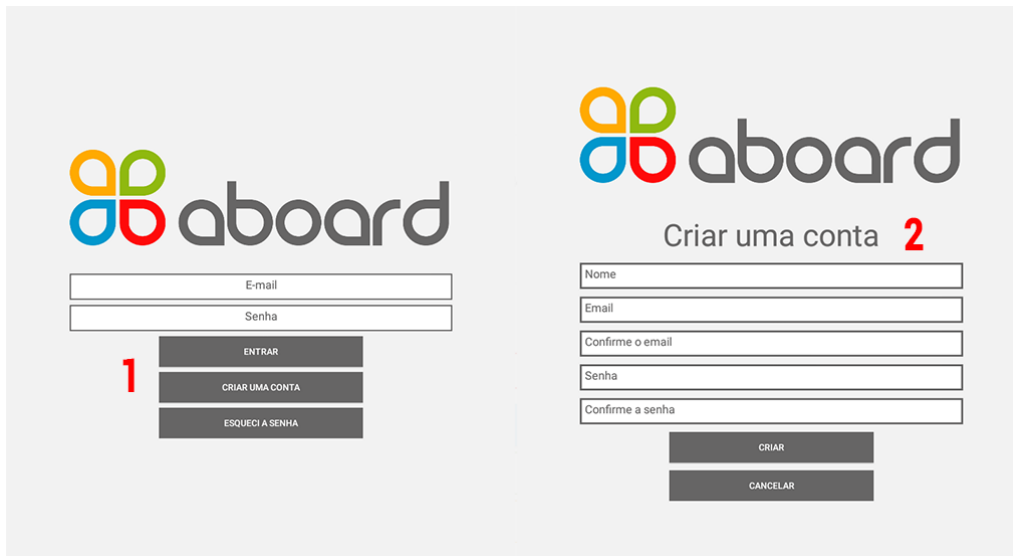 aboard
E-mail
Senha
1
ENTRAR
CRIAR UMA CONTA
ESQUECI A SENHA
aboard
Criar uma conta 2
Nome
Email
Confirme o email
Senha
Confirme a senha
CRIAR
CANCELAR